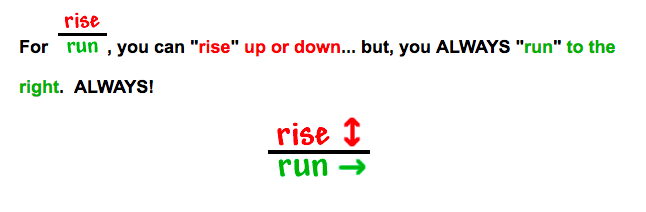 rise
For run , you can "rise" up or down... but, you ALWAYS "run" to the
right. ALWAYS!
rise ↕
run →